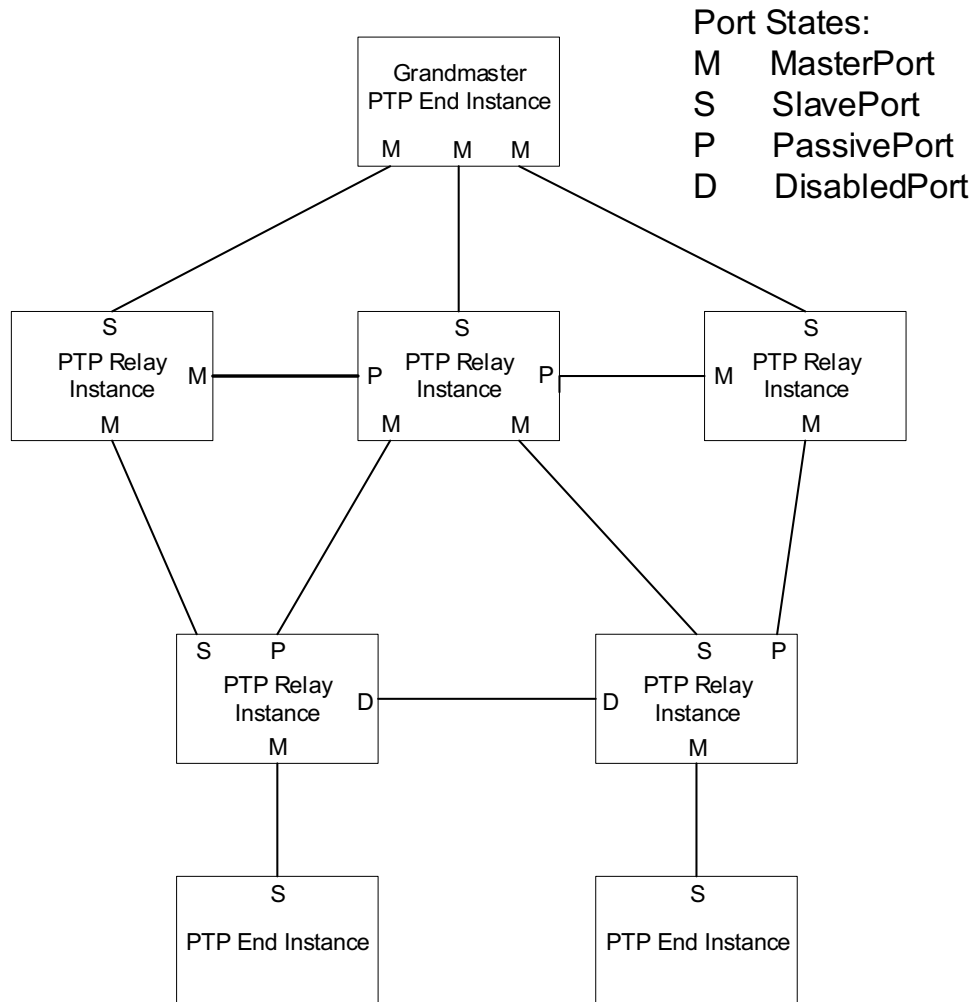 Port States:
M MasterPort
S SlavePort
P PassivePort
D DisabledPort
Grandmaster
PTP End Instance
M M M
S S S
PTP Relay PTP Relay PTP Relay
M P P M
Instance Instance Instance
M M M M
S P S P
PTP Relay PTP Relay
Instance D D Instance
M M
S S
PTP End Instance PTP End Instance